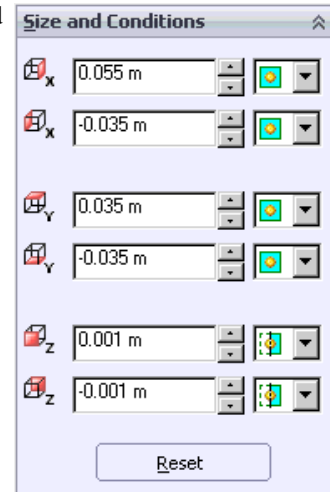 d
Size and Conditions
X 0.055 m
X -0.035 m
Y 0.035 m
Y -0.035 m
Z 0.001 m
Z -0.001 m
Reset